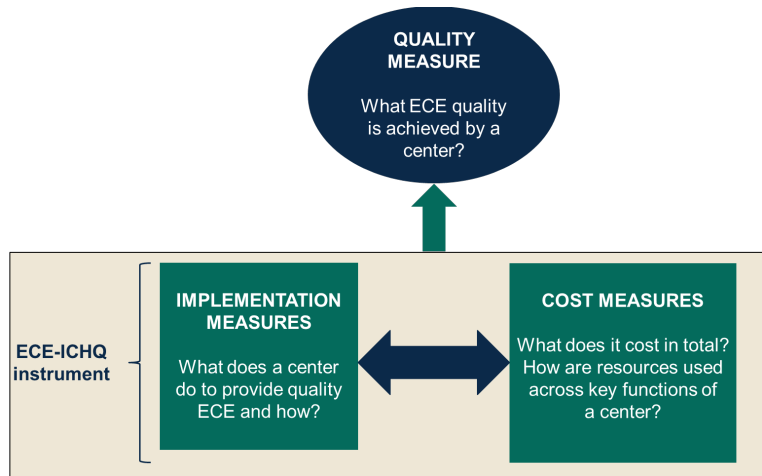 QUALITY
MEASURE
What ECE quality
is achieved by a
center?
ECE-ICHQ
instrument
IMPLEMENTATION
MEASURES
What does a center
do to provide quality
ECE and how?
COST MEASURES
What does it cost in total?
How are resources used
across key functions of
a center?